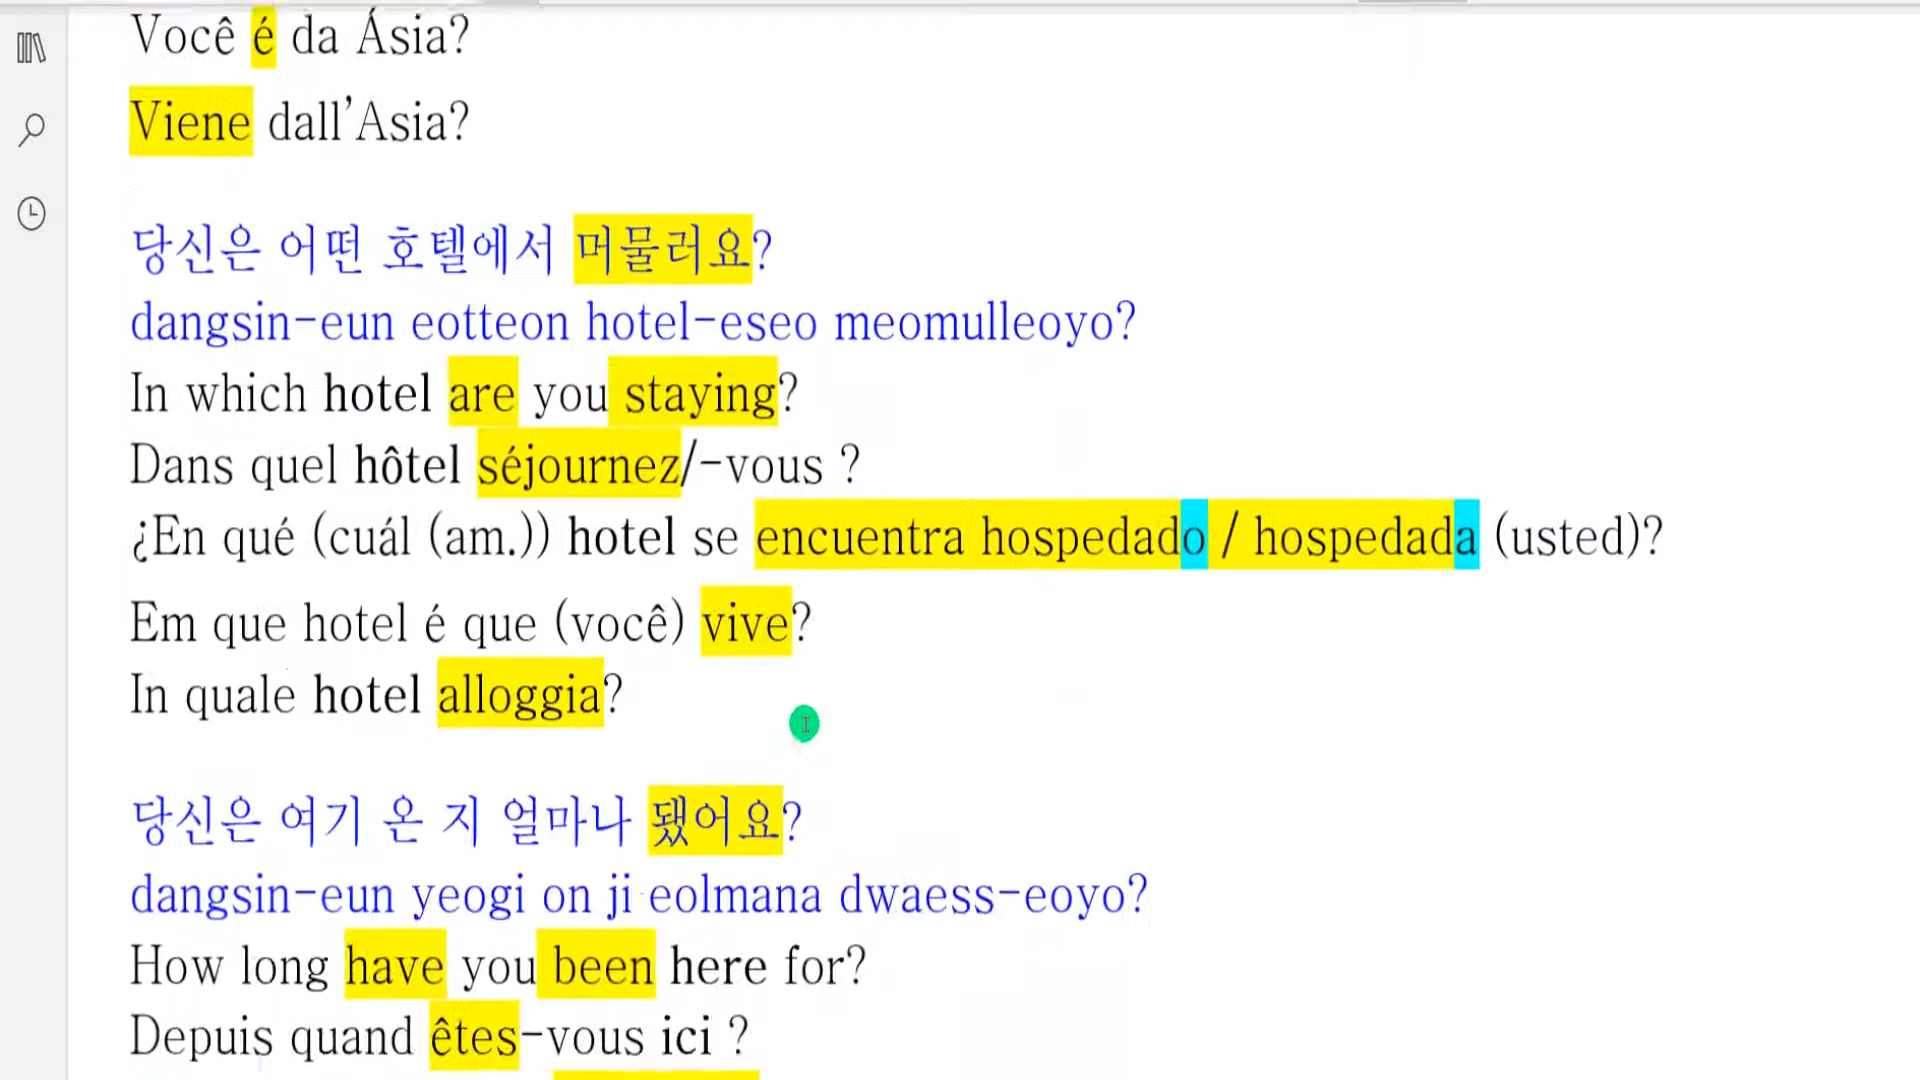 Você é da Ásia?
Viene dall’Asia?
당신은 어떤 호텔에서 머물러요?
dangsin-eun eotteon hotel-eseo meomulleoyo?
In which hotel are you staying?
Dans quel hôtel séjournez/-vous ?
¿En qué (cuál (am.)) hotel se encuentra hospedado / hospedada (usted)?
Em que hotel é que (você) vive?
In quale hotel alloggia?
당신은 여기 온 지 얼마나 됐어요?
dangsin-eun yeogi on ji eolmana dwaess-eoyo?
How long have you been here for?
Depuis quand êtes-vous ici ?